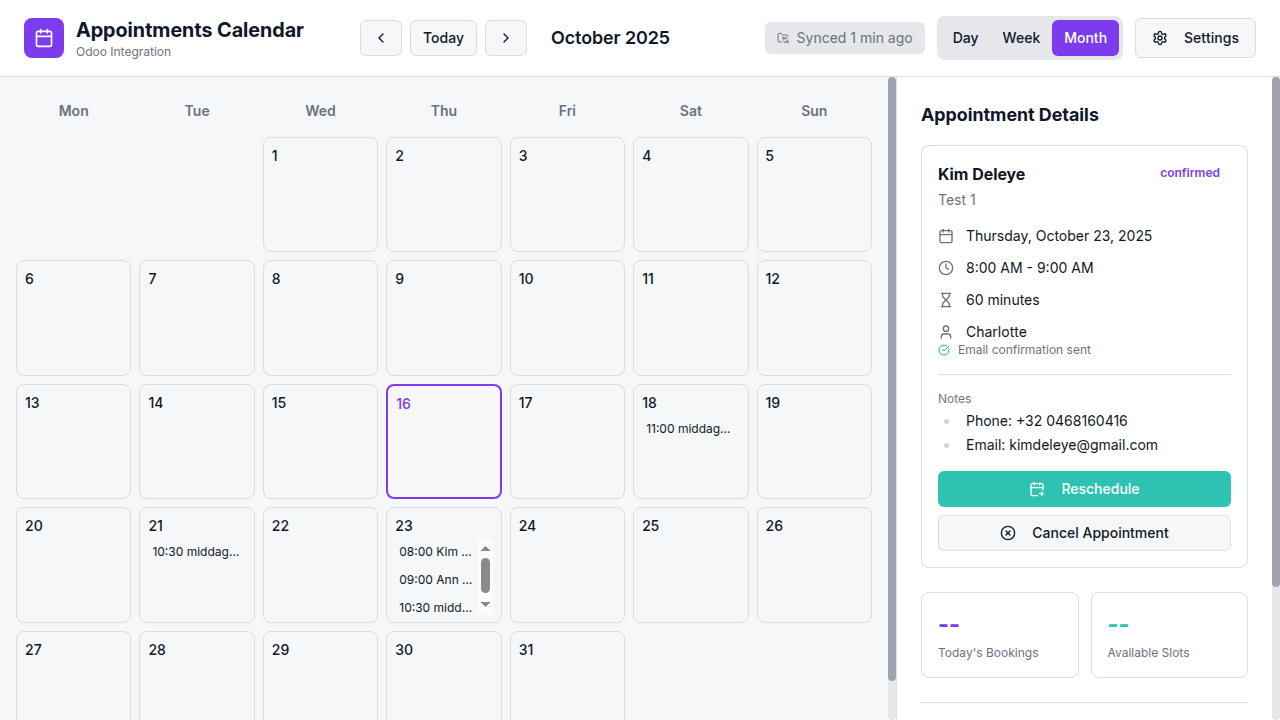 Appointments Calendar
Odoo Integration
Today
October 2025
Synced 1 min ago
Day
Week
Month
Settings
Mon
Tue
Wed
Thu
Fri
Sat
Sun
1
2
3
4
5
6
7
8
9
10
11
12
13
14
15
16
17
18
11:00 middag...
19
20
21
10:30 middag...
22
23
08:00 Kim ...
09:00 Ann ...
10:30 midd...
24
25
26
27
28
29
30
31
Appointment Details
Kim Deleye
confirmed
Test 1
Thursday, October 23, 2025
8:00 AM - 9:00 AM
60 minutes
Charlotte
Email confirmation sent
Notes
Phone: +32 0468160416
Email: kimdeleye@gmail.com
Reschedule
Cancel Appointment
--
Today's Bookings
--
Available Slots